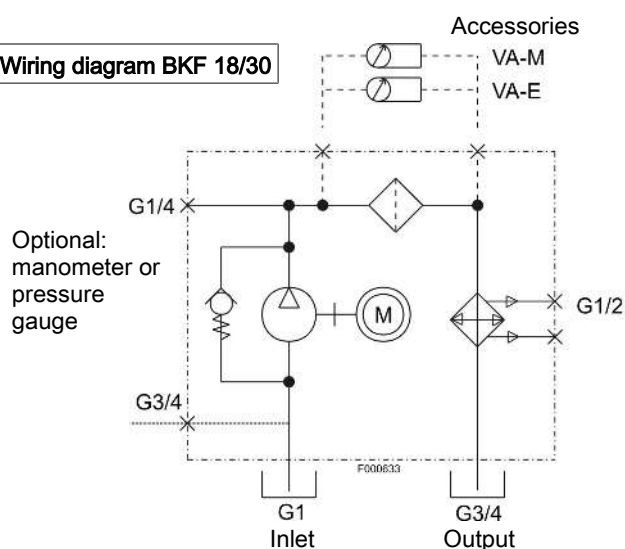 Accessories
Wiring diagram BKF 18/30
VA-M
VA-E
G1/4
Optional:
manometer or
pressure
gauge
M
G1/2
G3/4
F000633
G1
Inlet
G3/4
Output